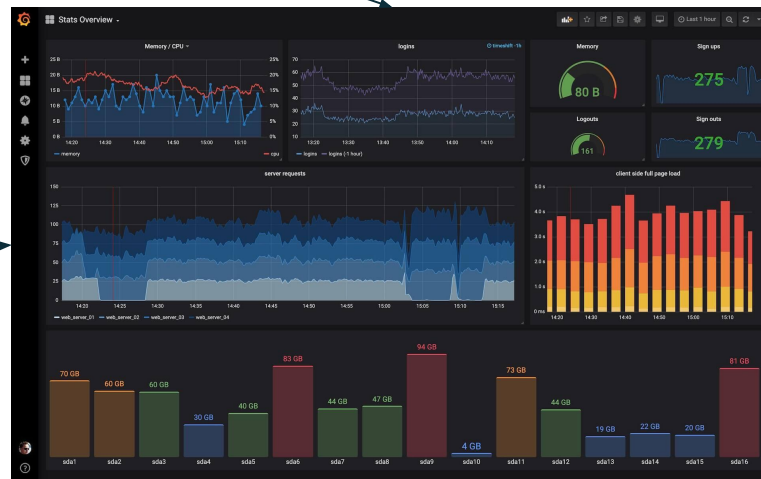 Stats Overview
Last 1 hour
Memory / CPU
25 B
20 B
15 B
10 B
5 B
0 B
25%
20%
15%
10%
5%
0%
14:20 14:30 14:40 14:50 15:00 15:10
memory
cpu
logins
timeshift -1h
70
60
50
40
30
20
10
13:20 13:30 13:40 13:50 14:00 14:10
logins logins (-1 hour)
Memory
80 B
Sign ups
275
Logouts
161
Sign outs
279
server requests
150
125
100
75
50
25
0
14:20 14:25 14:30 14:35 14:40 14:45 14:50 14:55 15:00 15:05 15:10 15:15
web_server_01 web_server_02 web_server_03 web_server_04
client side full page load
5.0 s
4.0 s
3.0 s
2.0 s
1.0 s
0 ms
14:20 14:30 14:40 14:50 15:00 15:10
70 GB 60 GB 60 GB 30 GB 40 GB 83 GB 44 GB 47 GB 94 GB 4 GB 73 GB 44 GB 19 GB 22 GB 20 GB 81 GB
sda1 sda2 sda3 sda4 sda5 sda6 sda7 sda8 sda9 sda10 sda11 sda12 sda13 sda14 sda15 sda16